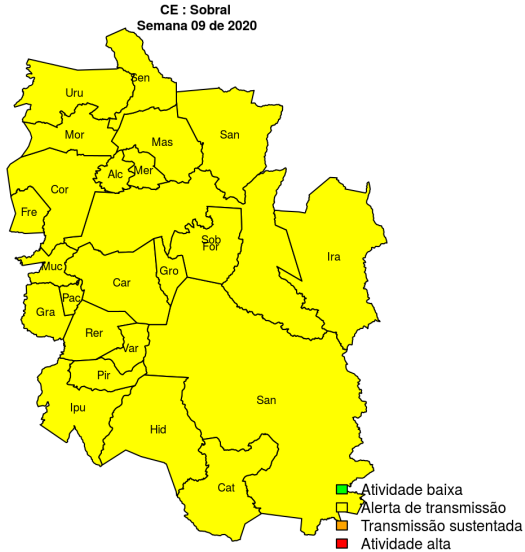 CE : Sobral
Semana 09 de 2020
Sen
Uru
Mor
Mas
San
Alc
Mer
Cor
Fre
Sob
For
Muc
Gro
Ira
Car
Pac
Gra
Rer
Var
Pir
Ipu
San
Hid
Cat
Atividade baixa
Alerta de transmissão
Transmissão sustentada
Atividade alta